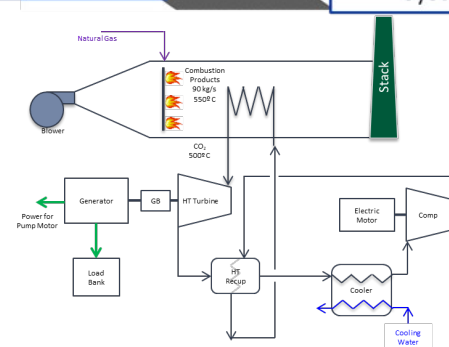 Natural Gas
Combustion
Products
90 kg/s
550º C
Stack
Blower
CO₂
500º C
Generator
GB
HT Turbine
Power for
Pump Motor
Electric
Motor
Comp
Load
Bank
HT
Recup
Cooler
Cooling
Water